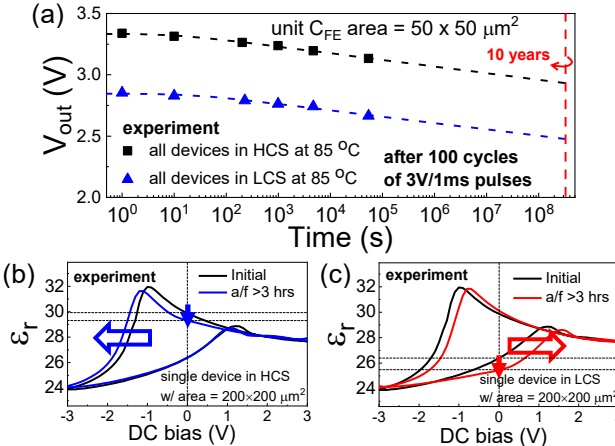 (a)
unit C_FE area = 50 x 50 μm²
10 years
V_out (V)
3.5
3.0
2.5
2.0
experiment
all devices in HCS at 85 °C
all devices in LCS at 85 °C
after 100 cycles
of 3V/1ms pulses
10⁰ 10¹ 10² 10³ 10⁴ 10⁵ 10⁶ 10⁷ 10⁸
Time (s)
(b)
experiment
Initial
a/f >3 hrs
ε_r
34
32
30
28
26
24
single device in HCS
w/ area = 200×200 μm²
-3 -2 -1 0 1 2 3
DC bias (V)
(c)
experiment
Initial
a/f >3 hrs
ε_r
34
32
30
28
26
24
single device in LCS
w/ area = 200×200 μm²
-3 -2 -1 0 1 2 3
DC bias (V)